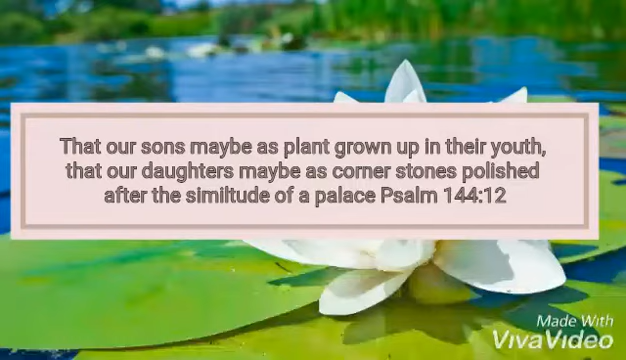 That our sons maybe as plant grown up in their youth,
that our daughters maybe as corner stones polished
after the similtude of a palace Psalm 144:12
Made With
VivaVideo